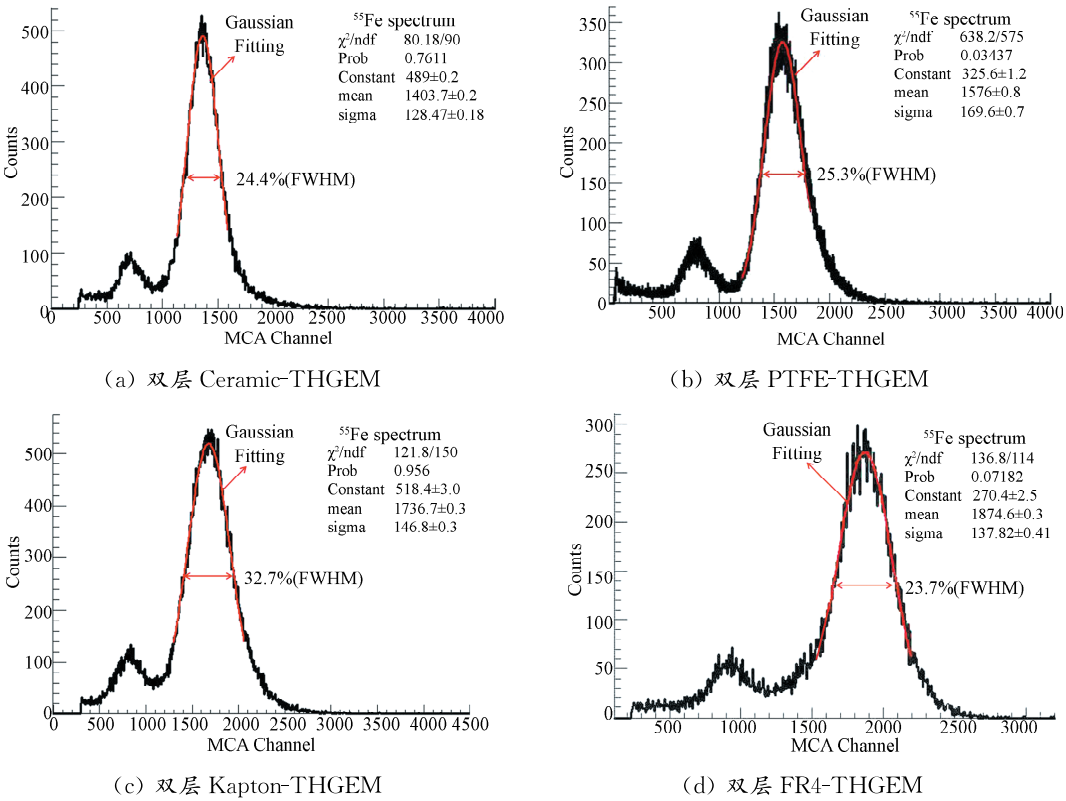 ⁵⁵Fe spectrum
χ²/ndf 80.18/90
Prob 0.7611
Constant 489±0.2
mean 1403.7±0.2
sigma 128.47±0.18
Gaussian
Fitting
24.4%(FWHM)
Counts
500
400
300
200
100
0
0 500 1000 1500 2000 2500 3000 3500 4000
MCA Channel
(a) 双层 Ceramic-THGEM
⁵⁵Fe spectrum
χ²/ndf 638.2/575
Prob 0.03437
Constant 325.6±1.2
mean 1576±0.8
sigma 169.6±0.7
Gaussian
Fitting
25.3%(FWHM)
Counts
350
300
250
200
150
100
50
0
500 1000 1500 2000 2500 3000 3500 4000
MCA Channel
(b) 双层 PTFE-THGEM
⁵⁵Fe spectrum
χ²/ndf 121.8/150
Prob 0.956
Constant 518.4±3.0
mean 1736.7±0.3
sigma 146.8±0.3
Gaussian
Fitting
32.7%(FWHM)
Counts
500
400
300
200
100
0
0 500 1000 1500 2000 2500 3000 3500 4000 4500
MCA Channel
(c) 双层 Kapton-THGEM
⁵⁵Fe spectrum
χ²/ndf 136.8/114
Prob 0.07182
Constant 270.4±2.5
mean 1874.6±0.3
sigma 137.82±0.41
Gaussian
Fitting
23.7%(FWHM)
Counts
300
250
200
150
100
50
0
500 1000 1500 2000 2500 3000
MCA Channel
(d) 双层 FR4-THGEM